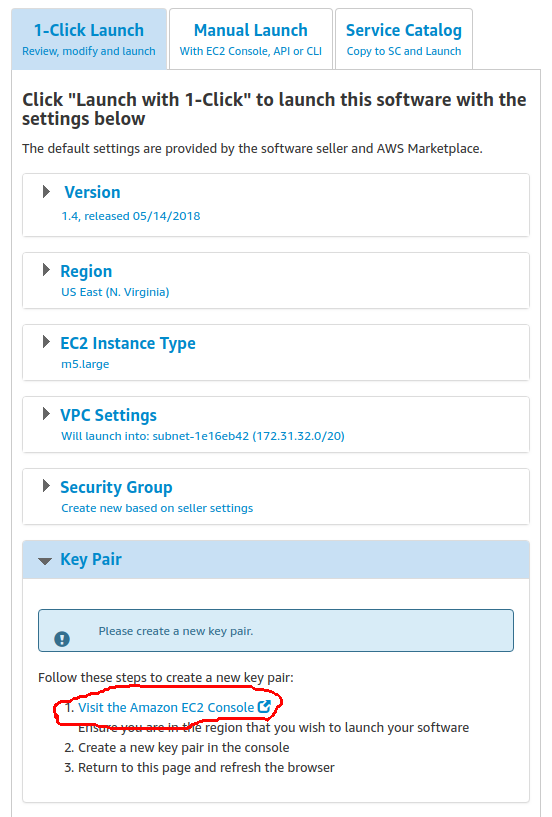 1-Click Launch
Review, modify and launch
Manual Launch
With EC2 Console, API or CLI
Service Catalog
Copy to SC and Launch
Click "Launch with 1-Click" to launch this software with the
settings below
The default settings are provided by the software seller and AWS Marketplace.
Version
1.4, released 05/14/2018
Region
US East (N. Virginia)
EC2 Instance Type
m5.large
VPC Settings
Will launch into: subnet-1e16eb42 (172.31.32.0/20)
Security Group
Create new based on seller settings
Key Pair
Please create a new key pair.
Follow these steps to create a new key pair:
1. Visit the Amazon EC2 Console
Ensure you are in the region that you wish to launch your software
2. Create a new key pair in the console
3. Return to this page and refresh the browser